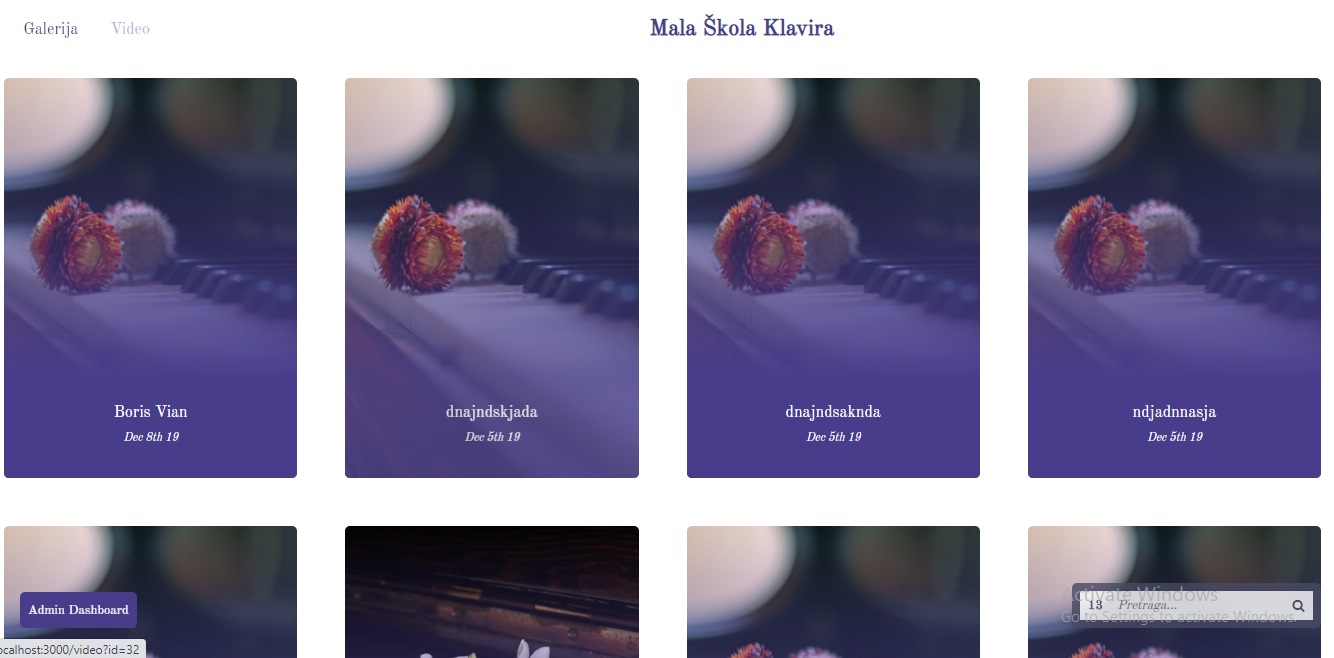 Galerija Video Mala Škola Klavira
Boris Vian
Dec 8th 19
dnajndskjada
Dec 5th 19
dnajndsaknda
Dec 5th 19
ndjadnnasja
Dec 5th 19
Admin Dashboard
Activate Windows
13 Pretraga...
Go to Settings to activate Windows.
ocalhost:3000/video?id=32